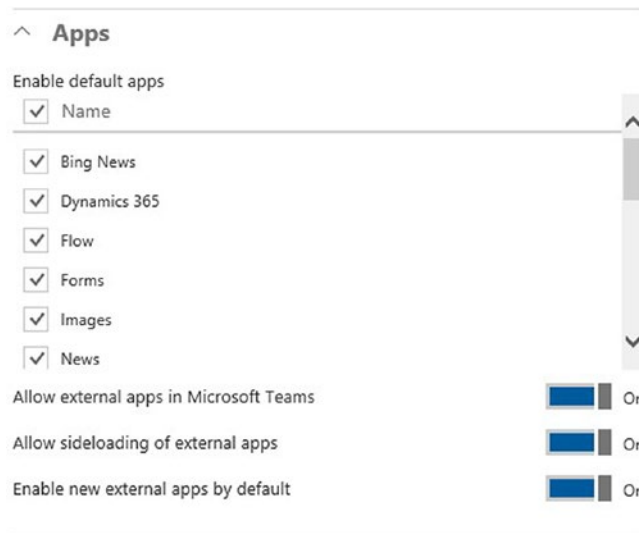 Apps
Enable default apps
Name
Bing News
Dynamics 365
Flow
Forms
Images
News
Allow external apps in Microsoft Teams
Allow sideloading of external apps
Enable new external apps by default